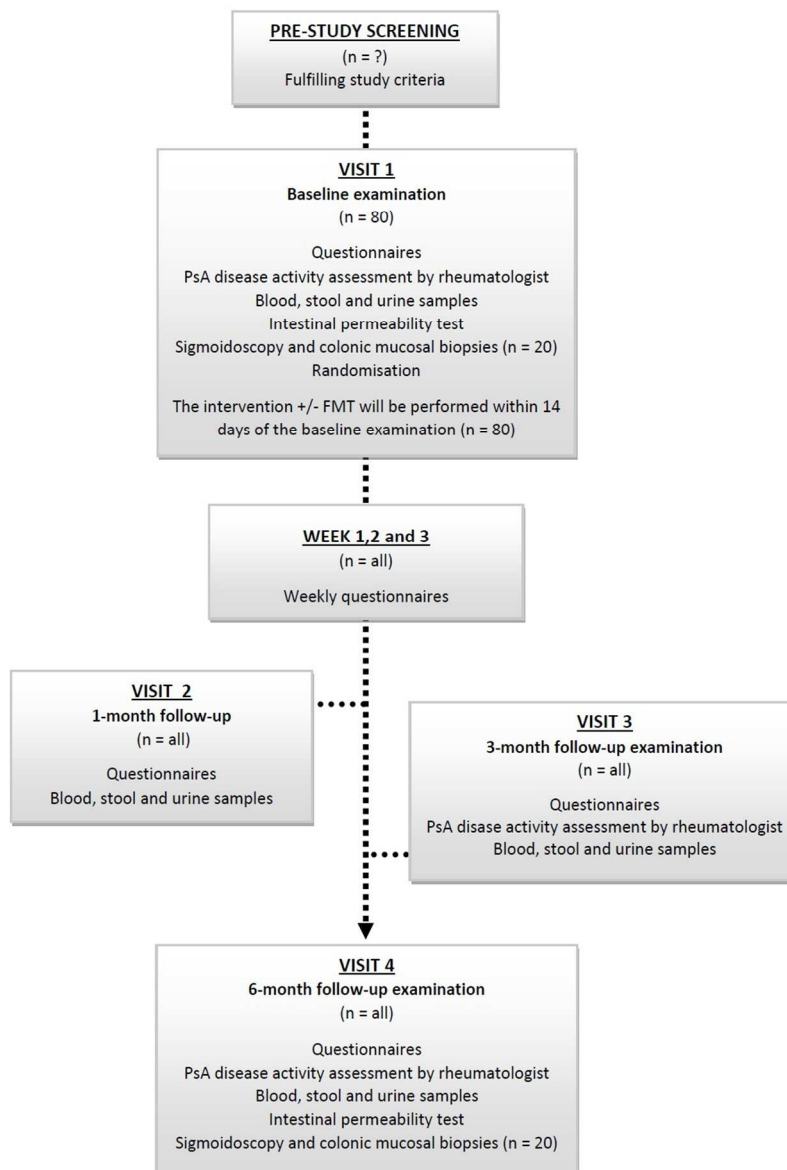 PRE-STUDY SCREENING
(n = ?)
Fulfilling study criteria
VISIT 1
Baseline examination
(n = 80)
Questionnaires
PsA disease activity assessment by rheumatologist
Blood, stool and urine samples
Intestinal permeability test
Sigmoidoscopy and colonic mucosal biopsies (n = 20)
Randomisation
The intervention +/- FMT will be performed within 14
days of the baseline examination (n = 80)
WEEK 1,2 and 3
(n = all)
Weekly questionnaires
VISIT 2
1-month follow-up
(n = all)
Questionnaires
Blood, stool and urine samples
VISIT 3
3-month follow-up examination
(n = all)
Questionnaires
PsA disase activity assessment by rheumatologist
Blood, stool and urine samples
VISIT 4
6-month follow-up examination
(n = all)
Questionnaires
PsA disease activity assessment by rheumatologist
Blood, stool and urine samples
Intestinal permeability test
Sigmoidoscopy and colonic mucosal biopsies (n = 20)